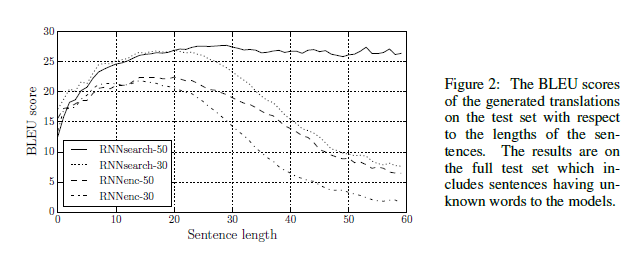 30
25
20
15
10
5
0
BLEU score
RNNsearch-50
RNNsearch-30
RNNenc-50
RNNenc-30
0 10 20 30 40 50 60
Sentence length
Figure 2: The BLEU scores
of the generated translations
on the test set with respect
to the lengths of the sen-
tences. The results are on
the full test set which in-
cludes sentences having un-
known words to the models.